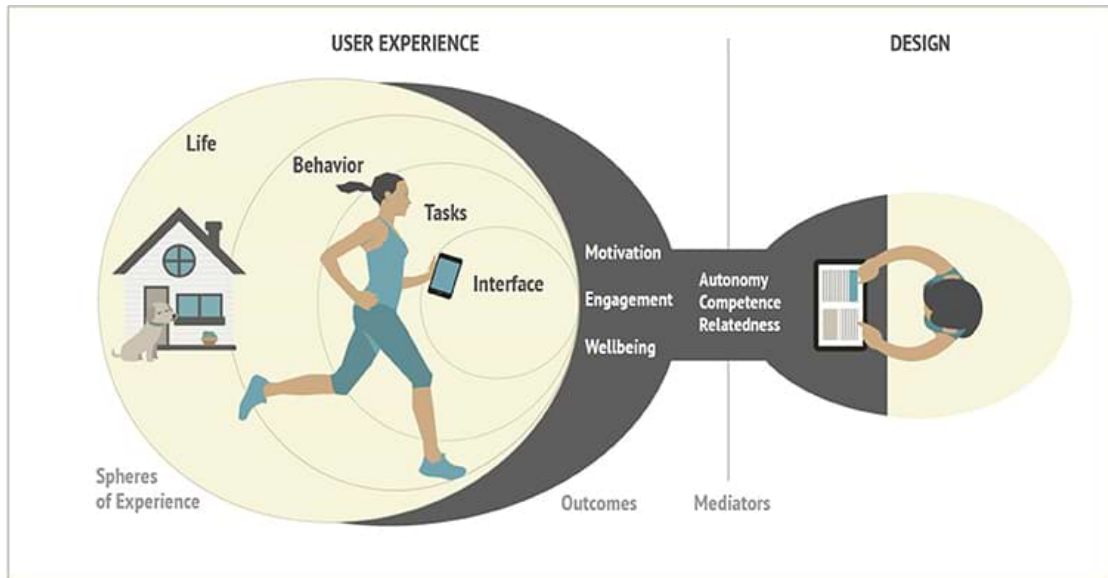 USER EXPERIENCE
DESIGN
Life
Behavior
Tasks
Interface
Motivation
Engagement
Wellbeing
Autonomy
Competence
Relatedness
Spheres
of Experience
Outcomes
Mediators